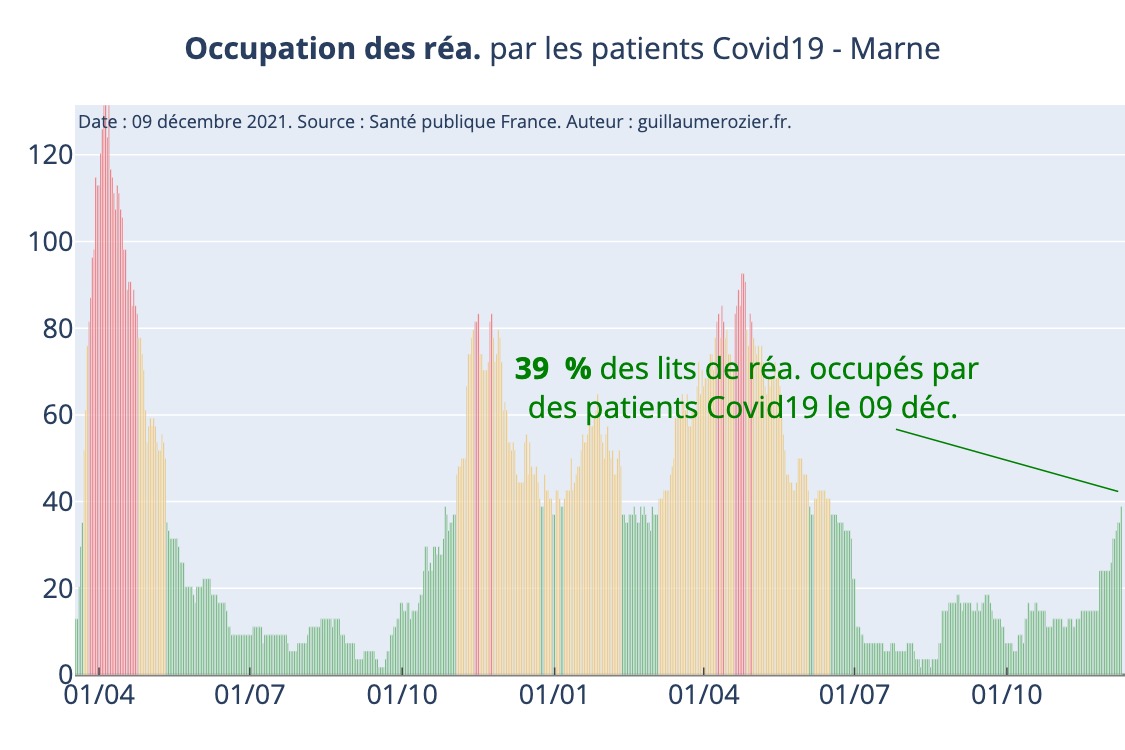 Occupation des réa. par les patients Covid19 - Marne
Date : 09 décembre 2021. Source : Santé publique France. Auteur : guillaumerozier.fr.
120
100
80
39  % des lits de réa. occupés par
des patients Covid19 le 09 déc.
60
40
20
0
01/04 01/07 01/10 01/01 01/04 01/07 01/10